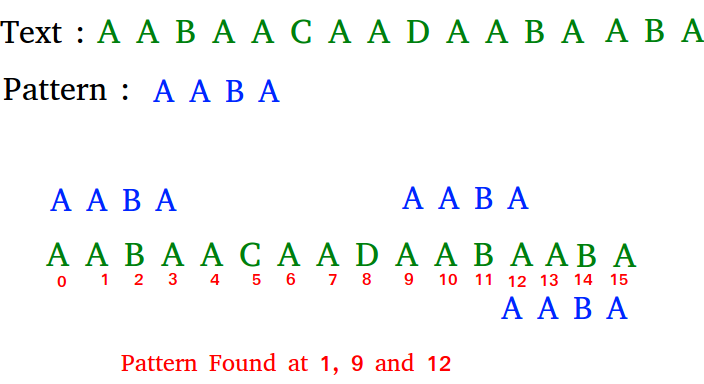 Text : A A B A A C A A D A A B A A B A
Pattern : A A B A
A A B A A A B A
A A B A A C A A D A A B A A B A
0 1 2 3 4 5 6 7 8 9 10 11 12 13 14 15
A A B A
Pattern Found at 1, 9 and 12